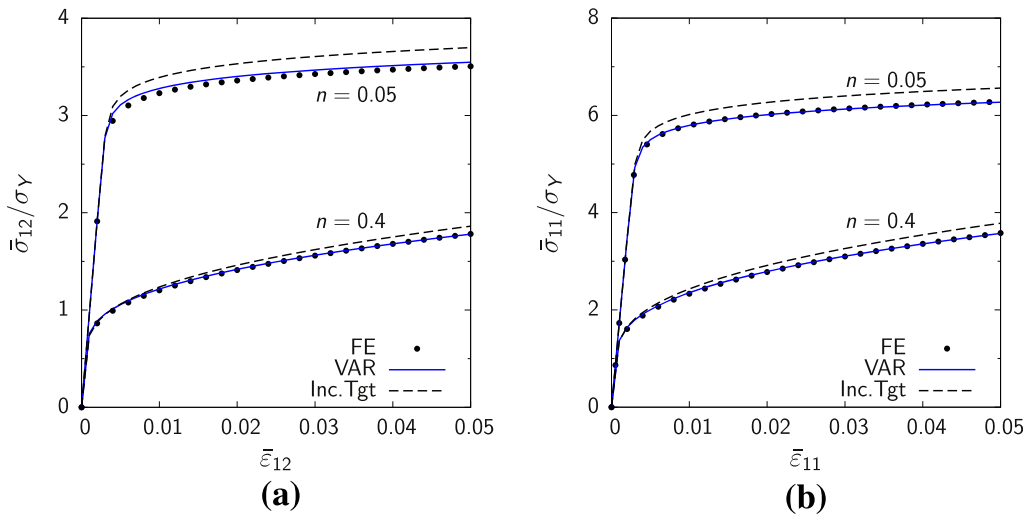 4
3
2
1
0
σ̄12/σY
n = 0.05
n = 0.4
FE
VAR
Inc.Tgt
0 0.01 0.02 0.03 0.04 0.05
ε̄12
(a)
8
6
4
2
0
σ̄11/σY
n = 0.05
n = 0.4
FE
VAR
Inc.Tgt
0 0.01 0.02 0.03 0.04 0.05
ε̄11
(b)